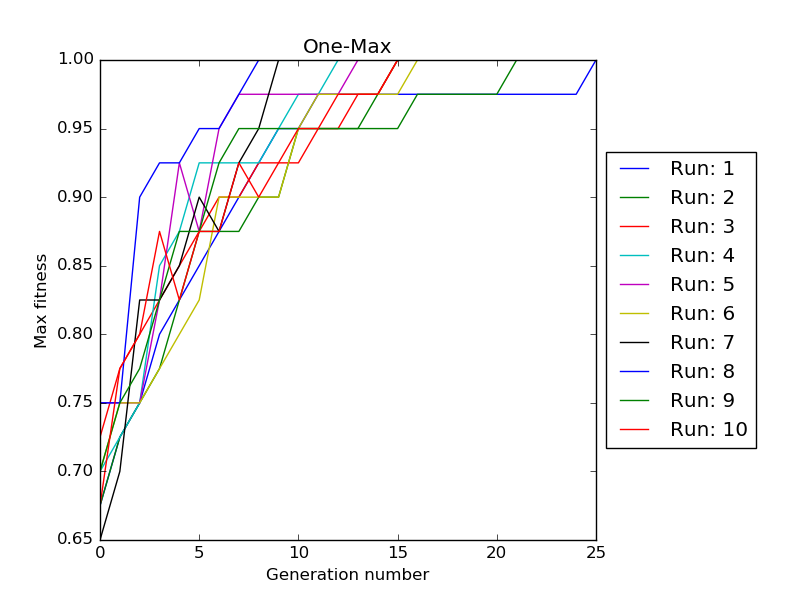 One-Max
1.00
0.95
0.90
0.85
0.80
0.75
0.70
0.65
Max fitness
0 5 10 15 20 25
Generation number
Run: 1
Run: 2
Run: 3
Run: 4
Run: 5
Run: 6
Run: 7
Run: 8
Run: 9
Run: 10